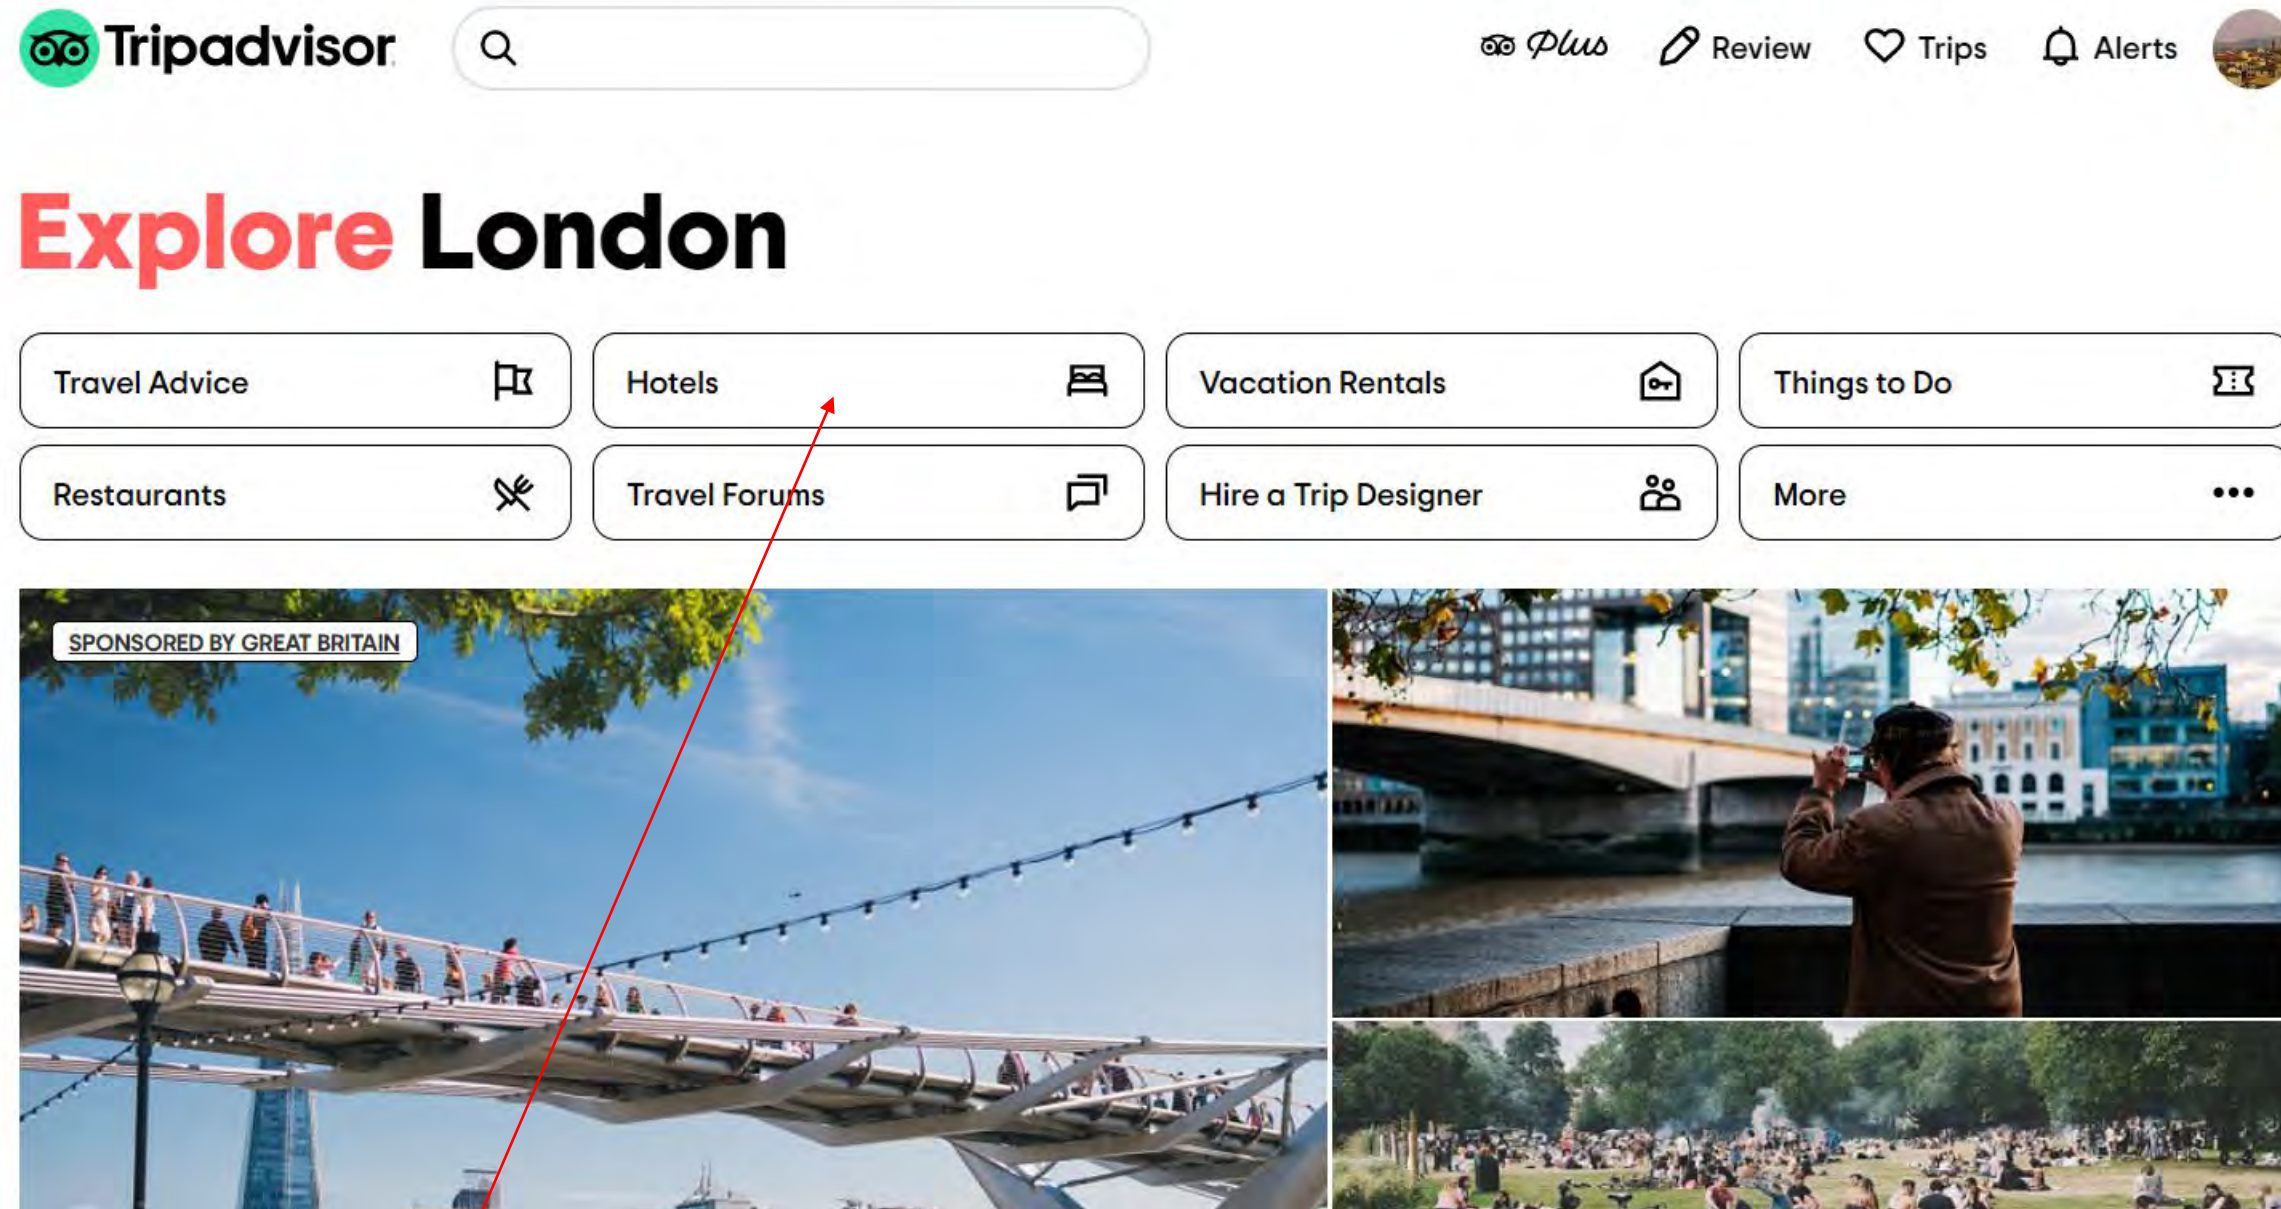 Tripadvisor
Plus
Review
Trips
Alerts
Explore London
Travel Advice
Hotels
Vacation Rentals
Things to Do
Restaurants
Travel Forums
Hire a Trip Designer
More
SPONSORED BY GREAT BRITAIN